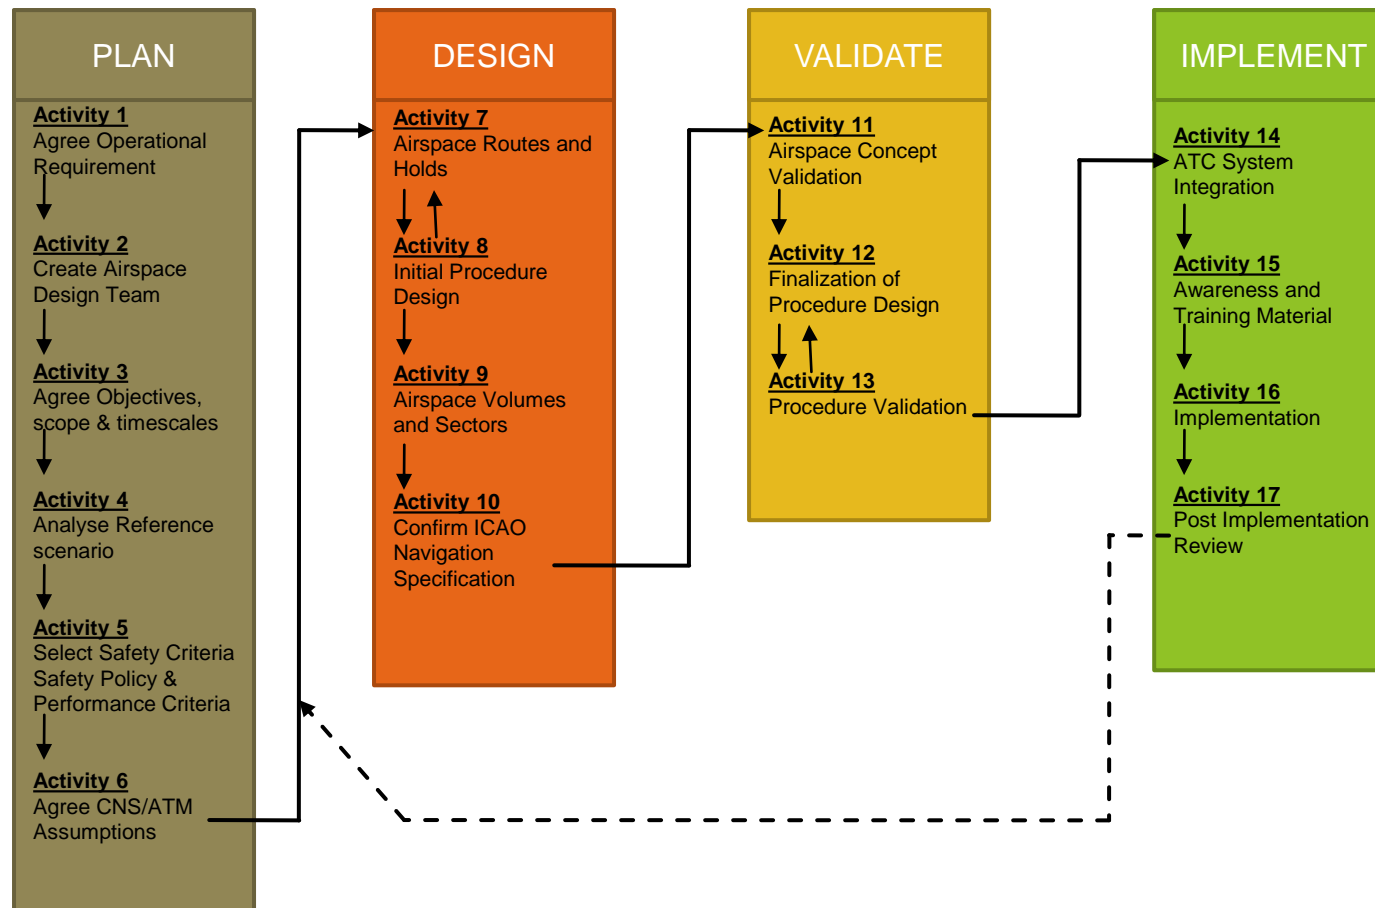 PLAN
Activity 1
Agree Operational
Requirement
Activity 2
Create Airspace
Design Team
Activity 3
Agree Objectives,
scope & timescales
Activity 4
Analyse Reference
scenario
Activity 5
Select Safety Criteria
Safety Policy &
Performance Criteria
Activity 6
Agree CNS/ATM
Assumptions
DESIGN
Activity 7
Airspace Routes and
Holds
Activity 8
Initial Procedure
Design
Activity 9
Airspace Volumes
and Sectors
Activity 10
Confirm ICAO
Navigation
Specification
VALIDATE
Activity 11
Airspace Concept
Validation
Activity 12
Finalization of
Procedure Design
Activity 13
Procedure Validation
IMPLEMENT
Activity 14
ATC System
Integration
Activity 15
Awareness and
Training Material
Activity 16
Implementation
Activity 17
Post Implementation
Review